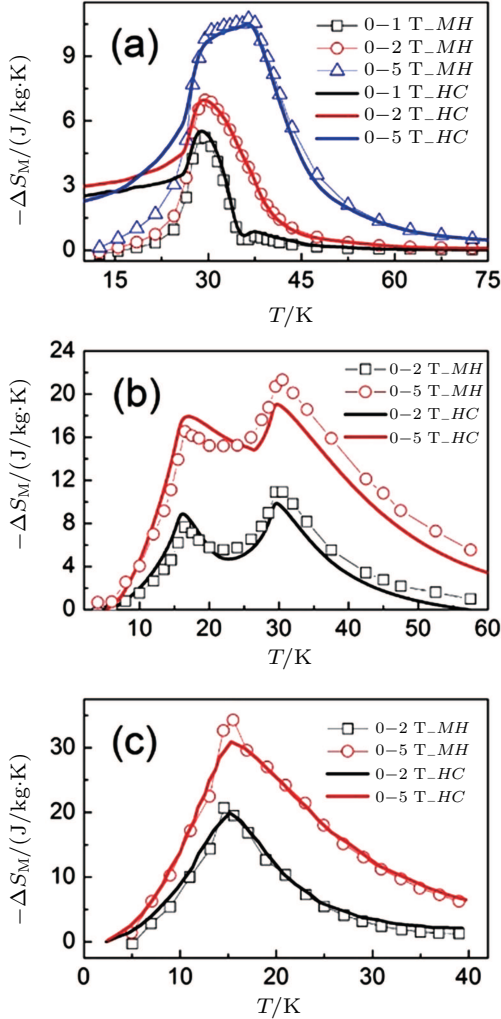 (a)
0−1 T_MH
0−2 T_MH
0−5 T_MH
0−1 T_HC
0−2 T_HC
0−5 T_HC
9
6
3
0
−ΔS_M/(J/kg·K)
15 30 45 60 75
T/K
(b)
0−2 T_MH
0−5 T_MH
0−2 T_HC
0−5 T_HC
24
20
16
12
8
4
0
−ΔS_M/(J/kg·K)
0 10 20 30 40 50 60
T/K
(c)
0−2 T_MH
0−5 T_MH
0−2 T_HC
0−5 T_HC
30
20
10
0
−ΔS_M/(J/kg·K)
0 10 20 30 40
T/K